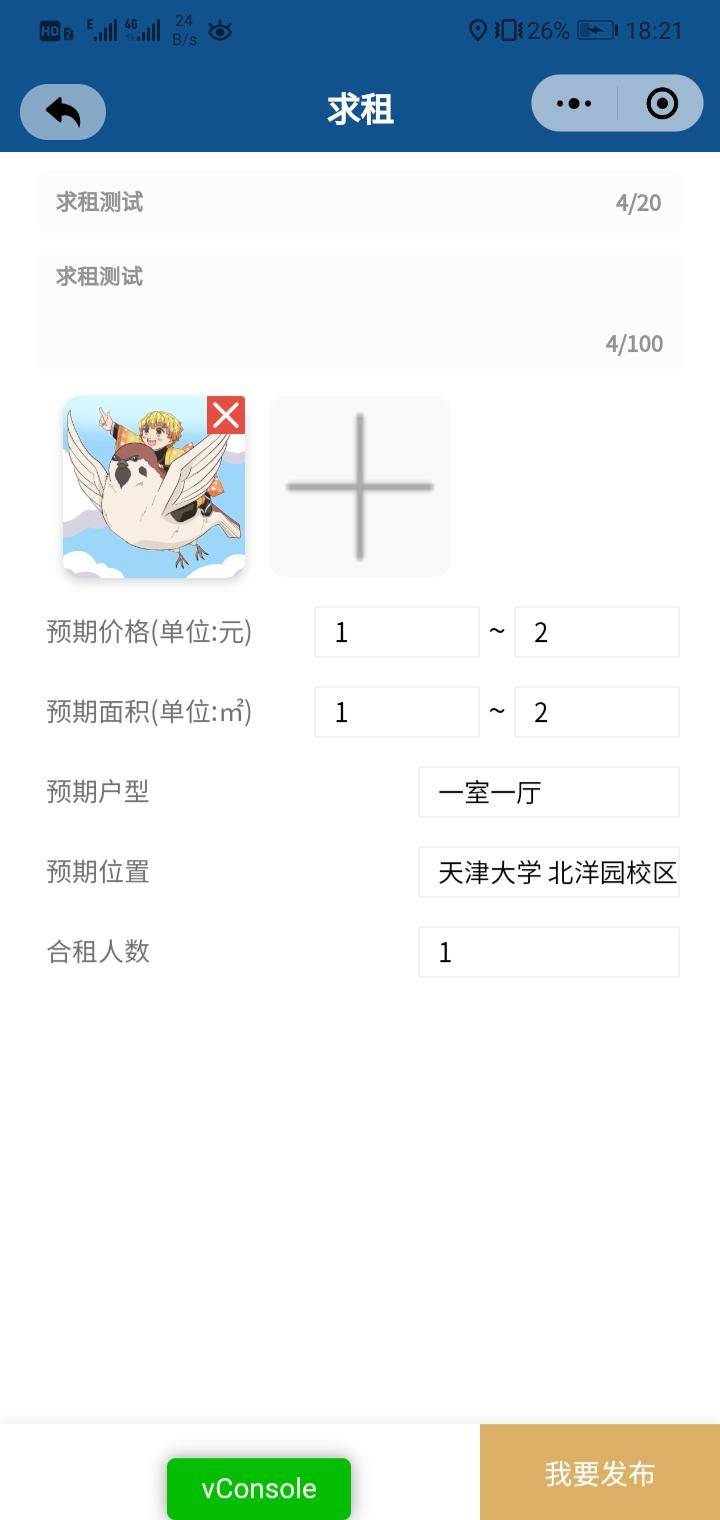 HD 2 E 4G 24 B/s 26% 18:21
求租
求租测试 4/20
求租测试
4/100
预期价格(单位:元) 1 ~ 2
预期面积(单位:㎡) 1 ~ 2
预期户型 一室一厅
预期位置 天津大学 北洋园校区
合租人数 1
vConsole 我要发布